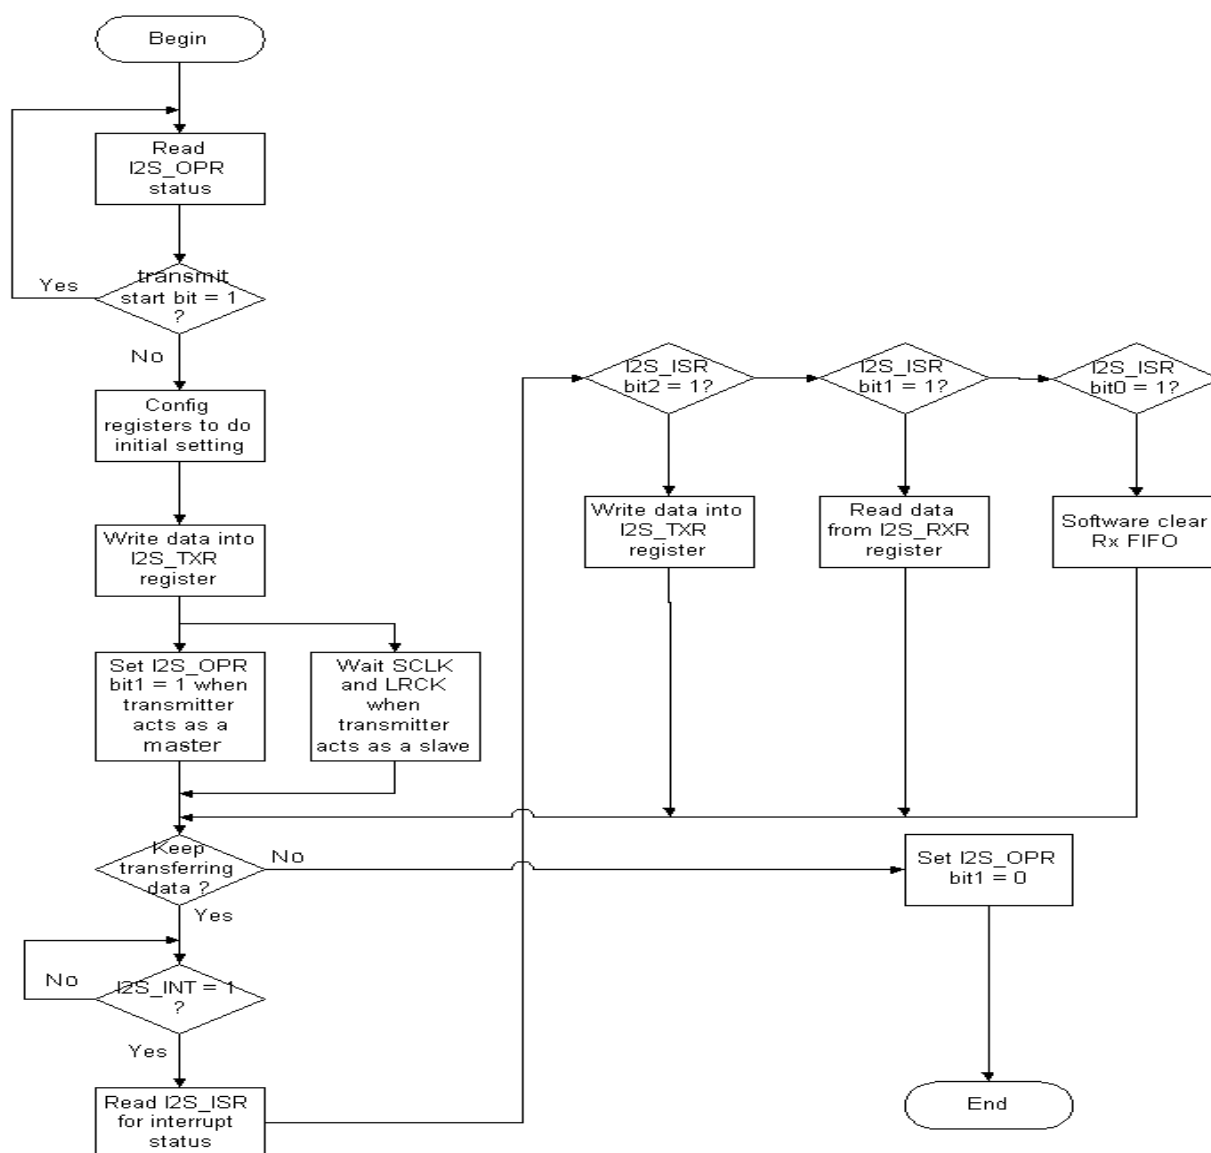 Begin
Read
I2S_OPR
status
transmit
start bit = 1
?
Yes
No
Config
registers to do
initial setting
Write data into
I2S_TXR
register
Set I2S_OPR
bit1 = 1 when
transmitter
acts as a
master
Wait SCLK
and LRCK
when
transmitter
acts as a slave
Keep
transferring
data ?
No
Yes
I2S_INT = 1
?
No
Yes
Read I2S_ISR
for interrupt
status
I2S_ISR
bit2 = 1?
I2S_ISR
bit1 = 1?
I2S_ISR
bit0 = 1?
Write data into
I2S_TXR
register
Read data
from I2S_RXR
register
Software clear
Rx FIFO
Set I2S_OPR
bit1 = 0
End